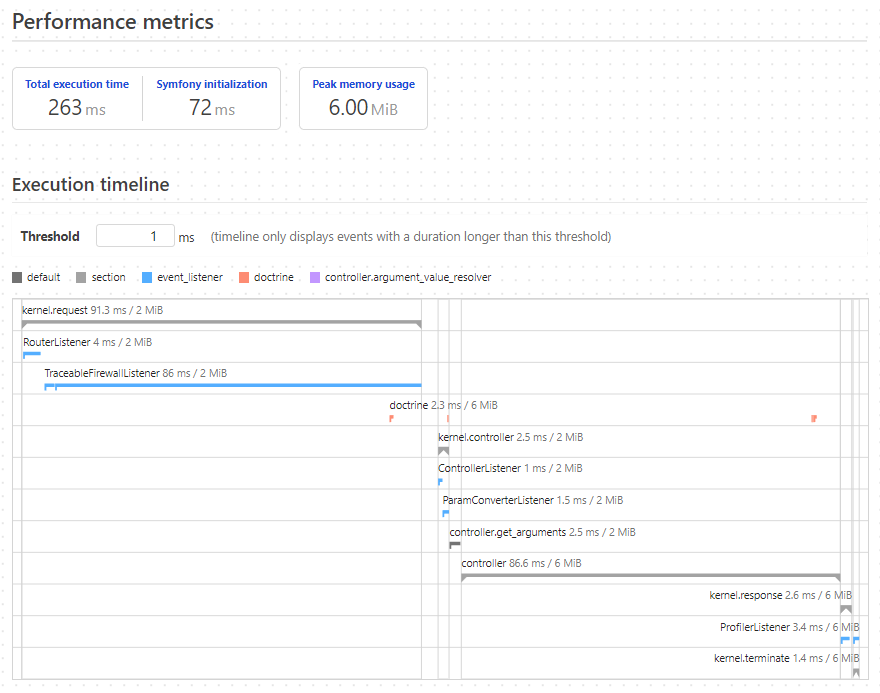 Performance metrics
Total execution time Symfony initialization Peak memory usage
263 ms 72 ms 6.00 MiB
Execution timeline
Threshold 1 ms (timeline only displays events with a duration longer than this threshold)
default section event_listener doctrine controller.argument_value_resolver
kernel.request 91.3 ms / 2 MiB
RouterListener 4 ms / 2 MiB
TraceableFirewallListener 86 ms / 2 MiB
doctrine 2.3 ms / 6 MiB
kernel.controller 2.5 ms / 2 MiB
ControllerListener 1 ms / 2 MiB
ParamConverterListener 1.5 ms / 2 MiB
controller.get_arguments 2.5 ms / 2 MiB
controller 86.6 ms / 6 MiB
kernel.response 2.6 ms / 6 MiB
ProfilerListener 3.4 ms / 6 MiB
kernel.terminate 1.4 ms / 6 MiB